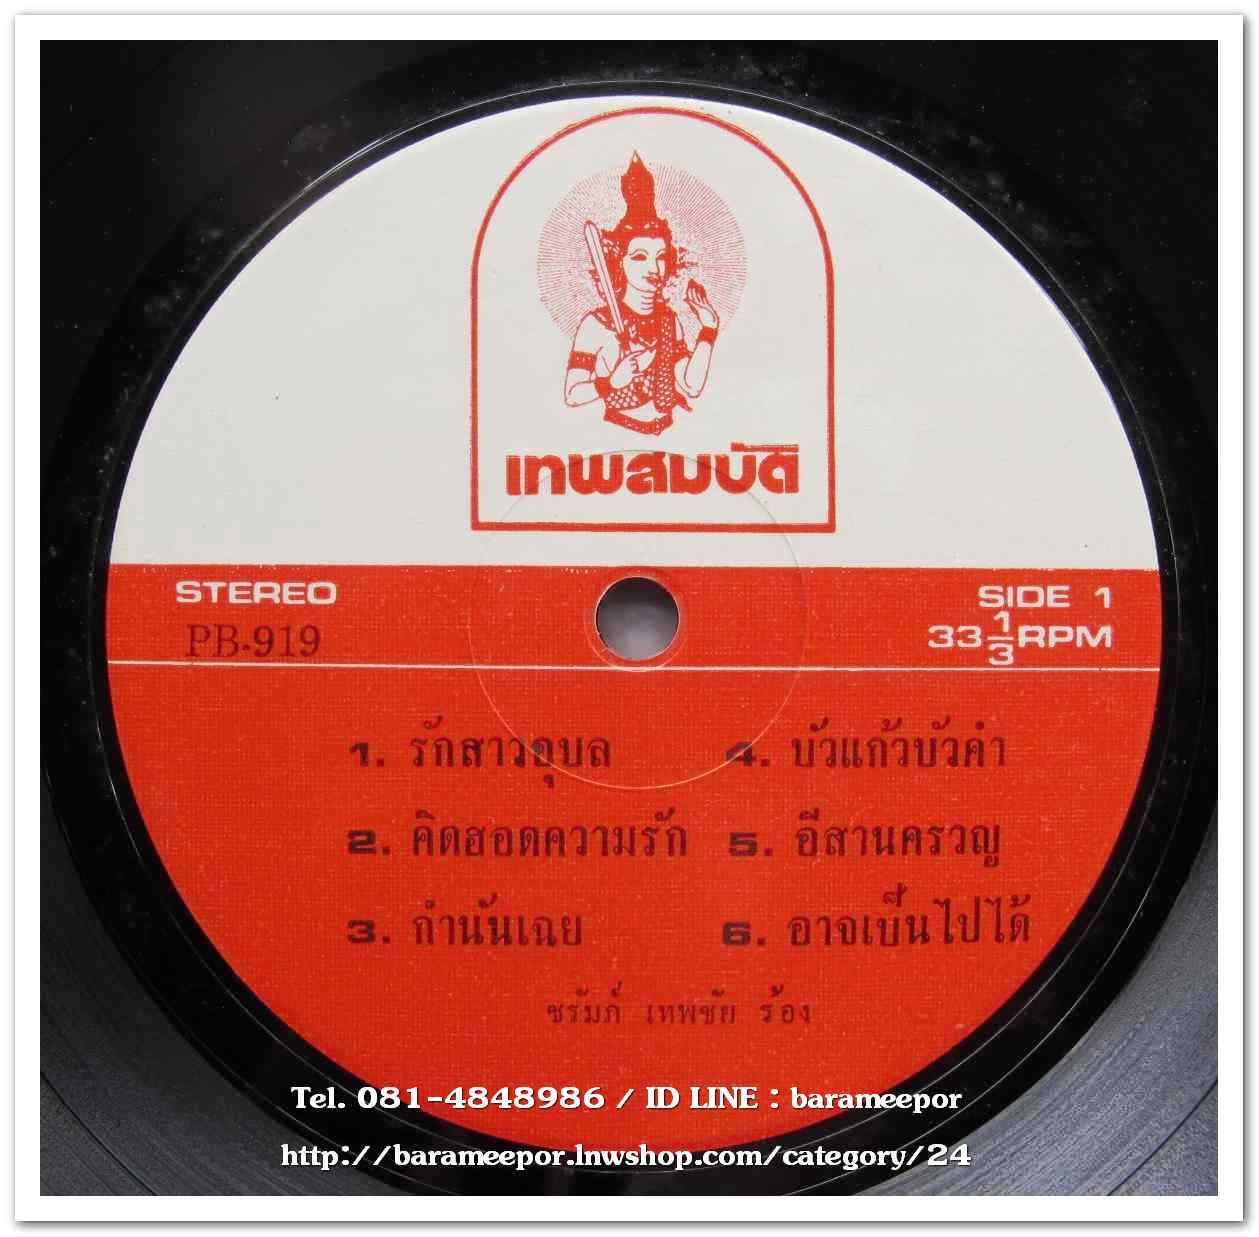 เทพสมบัติ
STEREO
SIDE 1
PB-919
33 1/3 RPM
1. รักสาวอุบล
4. บัวแก้วบัวคำ
2. คิดฮอดความรัก
5. อีสานครวญ
3. กำนันเฉย
6. อาจเป็นไปได้
ชรัมภ์ เทพชัย ร้อง
Tel. 081-4848986 / ID LINE : barameepor
http://barameepor.lnwshop.com/category/24